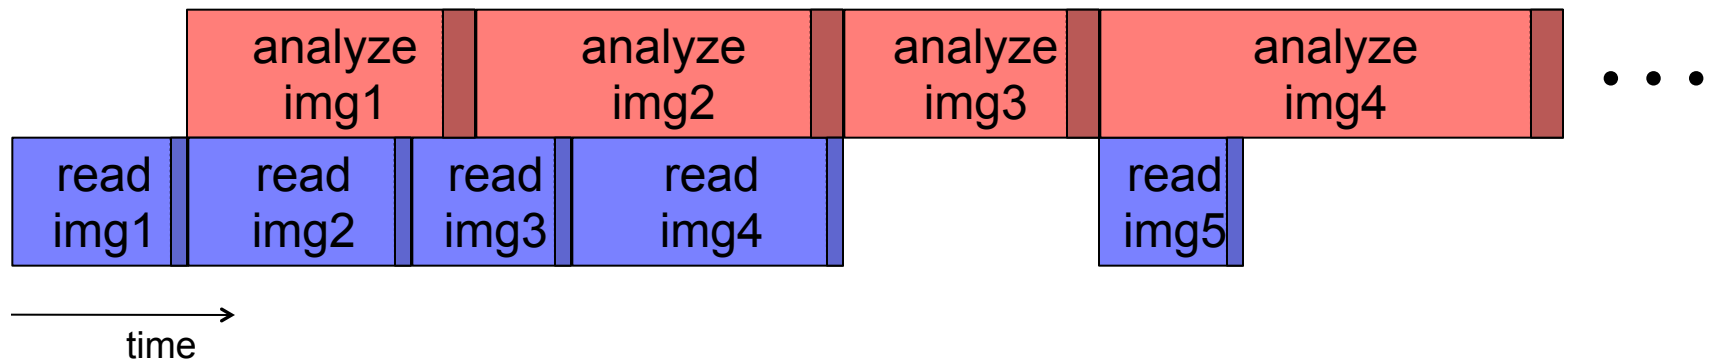 analyze
img1
analyze
img2
analyze
img3
analyze
img4
• • •
read
img1
read
img2
read
img3
read
img4
read
img5
time